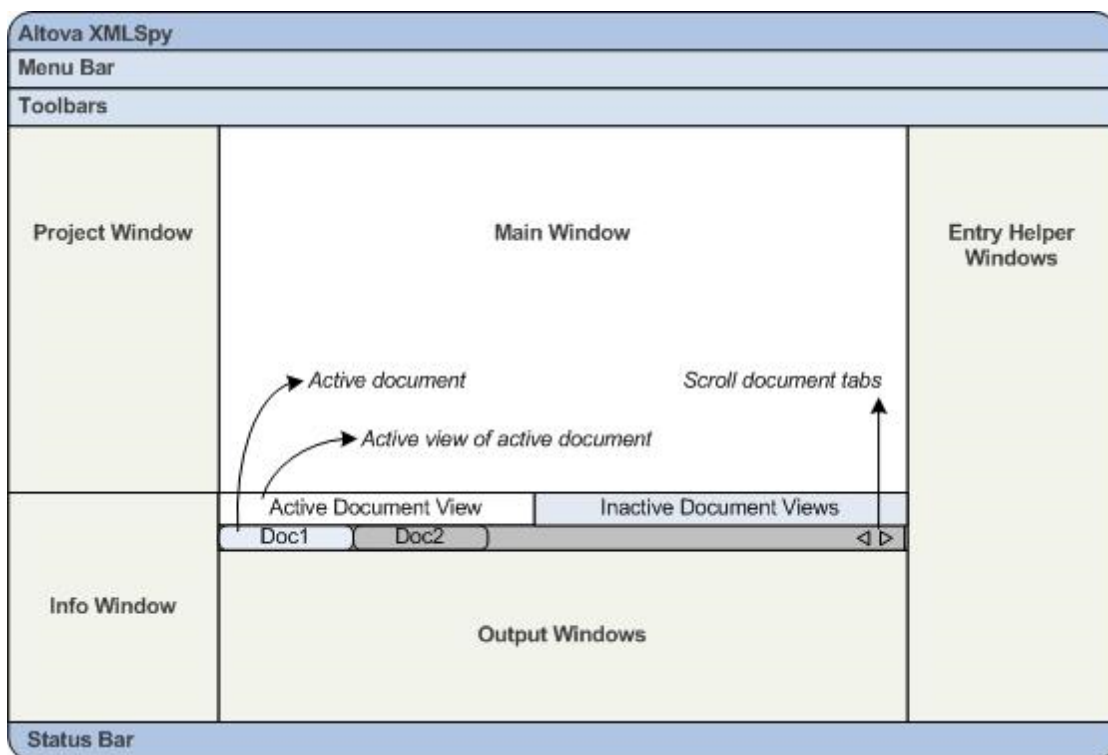 Altova XMLSpy
Menu Bar
Toolbars
Project Window
Main Window
Entry Helper
Windows
Active document
Scroll document tabs
Active view of active document
Active Document View
Inactive Document Views
Doc1
Doc2
Info Window
Output Windows
Status Bar